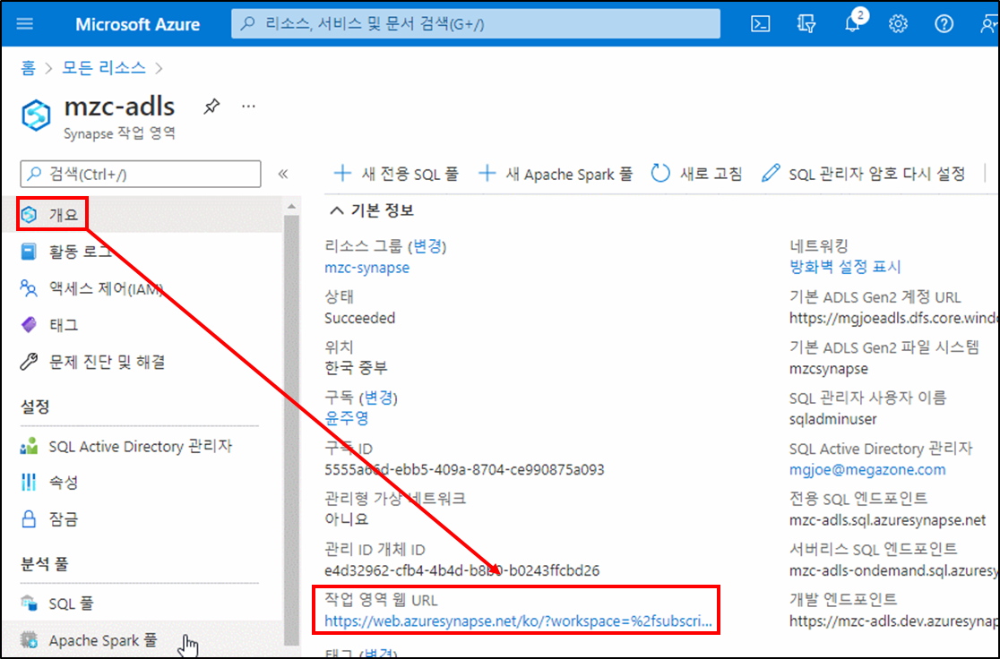 Microsoft Azure
리소스, 서비스 및 문서 검색(G+/)
2
홈 > 모든 리소스 >
mzc-adls
Synapse 작업 영역
검색(Ctrl+/)
«
개요
활동 로그
액세스 제어(IAM)
태그
문제 진단 및 해결
설정
SQL Active Directory 관리자
속성
잠금
분석 풀
SQL 풀
Apache Spark 풀
새 전용 SQL 풀
새 Apache Spark 풀
새로 고침
SQL 관리자 암호 다시 설정
기본 정보
리소스 그룹 (변경)
mzc-synapse
상태
Succeeded
위치
한국 중부
구독 (변경)
윤주영
구독 ID
5555a66d-ebb5-409a-8704-ce990875a093
관리형 가상 네트워크
아니요
관리 ID 개체 ID
e4d32962-cfb4-4b4d-b8b0-b0243ffcbd26
작업 영역 웹 URL
https://web.azuresynapse.net/ko/?workspace=%2fsubscri...
태그 (변경)
네트워킹
방화벽 설정 표시
기본 ADLS Gen2 계정 URL
https://mgjoeadls.dfs.core.windo
기본 ADLS Gen2 파일 시스템
mzcsynapse
SQL 관리자 사용자 이름
sqladminuser
SQL Active Directory 관리자
mgjoe@megazone.com
전용 SQL 엔드포인트
mzc-adls.sql.azuresynapse.net
서버리스 SQL 엔드포인트
mzc-adls-ondemand.sql.azuresy
개발 엔드포인트
https://mzc-adls.dev.azuresynap